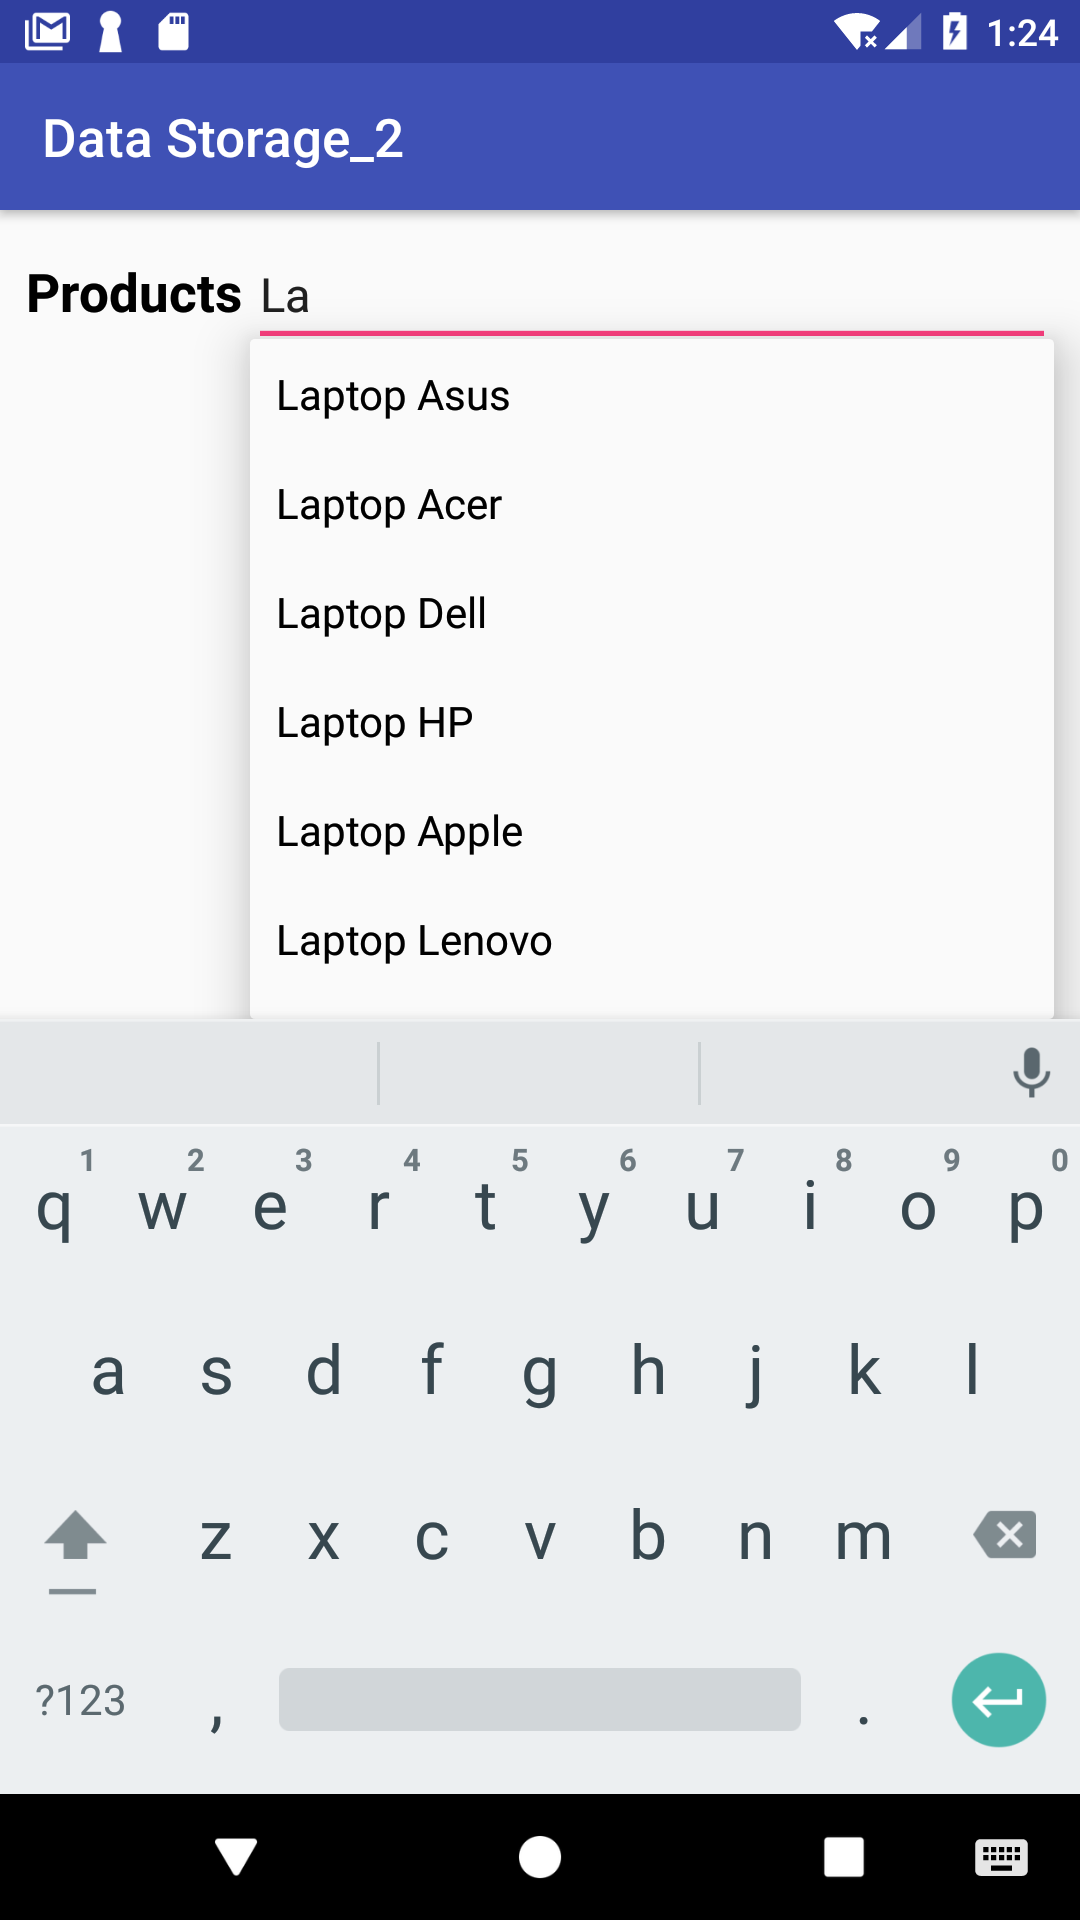 1:24
Data Storage_2
Products La
Laptop Asus
Laptop Acer
Laptop Dell
Laptop HP
Laptop Apple
Laptop Lenovo
1 2 3 4 5 6 7 8 9 0
q w e r t y u i o p
a s d f g h j k l
z x c v b n m
?123 , .